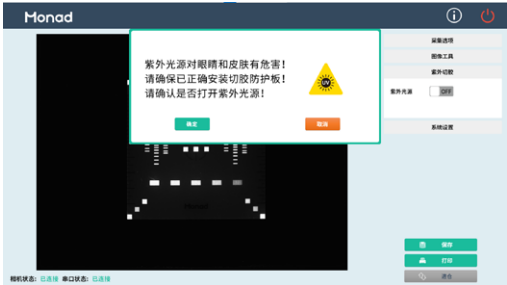 Monad
紫外光源对眼睛和皮肤有危害！
请确保已正确安装切胶防护板！
请确认是否打开紫外光源！
UV
确定
取消
采集选项
图像工具
紫外切胶
紫外光源 OFF
系统设置
保存
打印
相机状态：已连接 串口状态：已连接